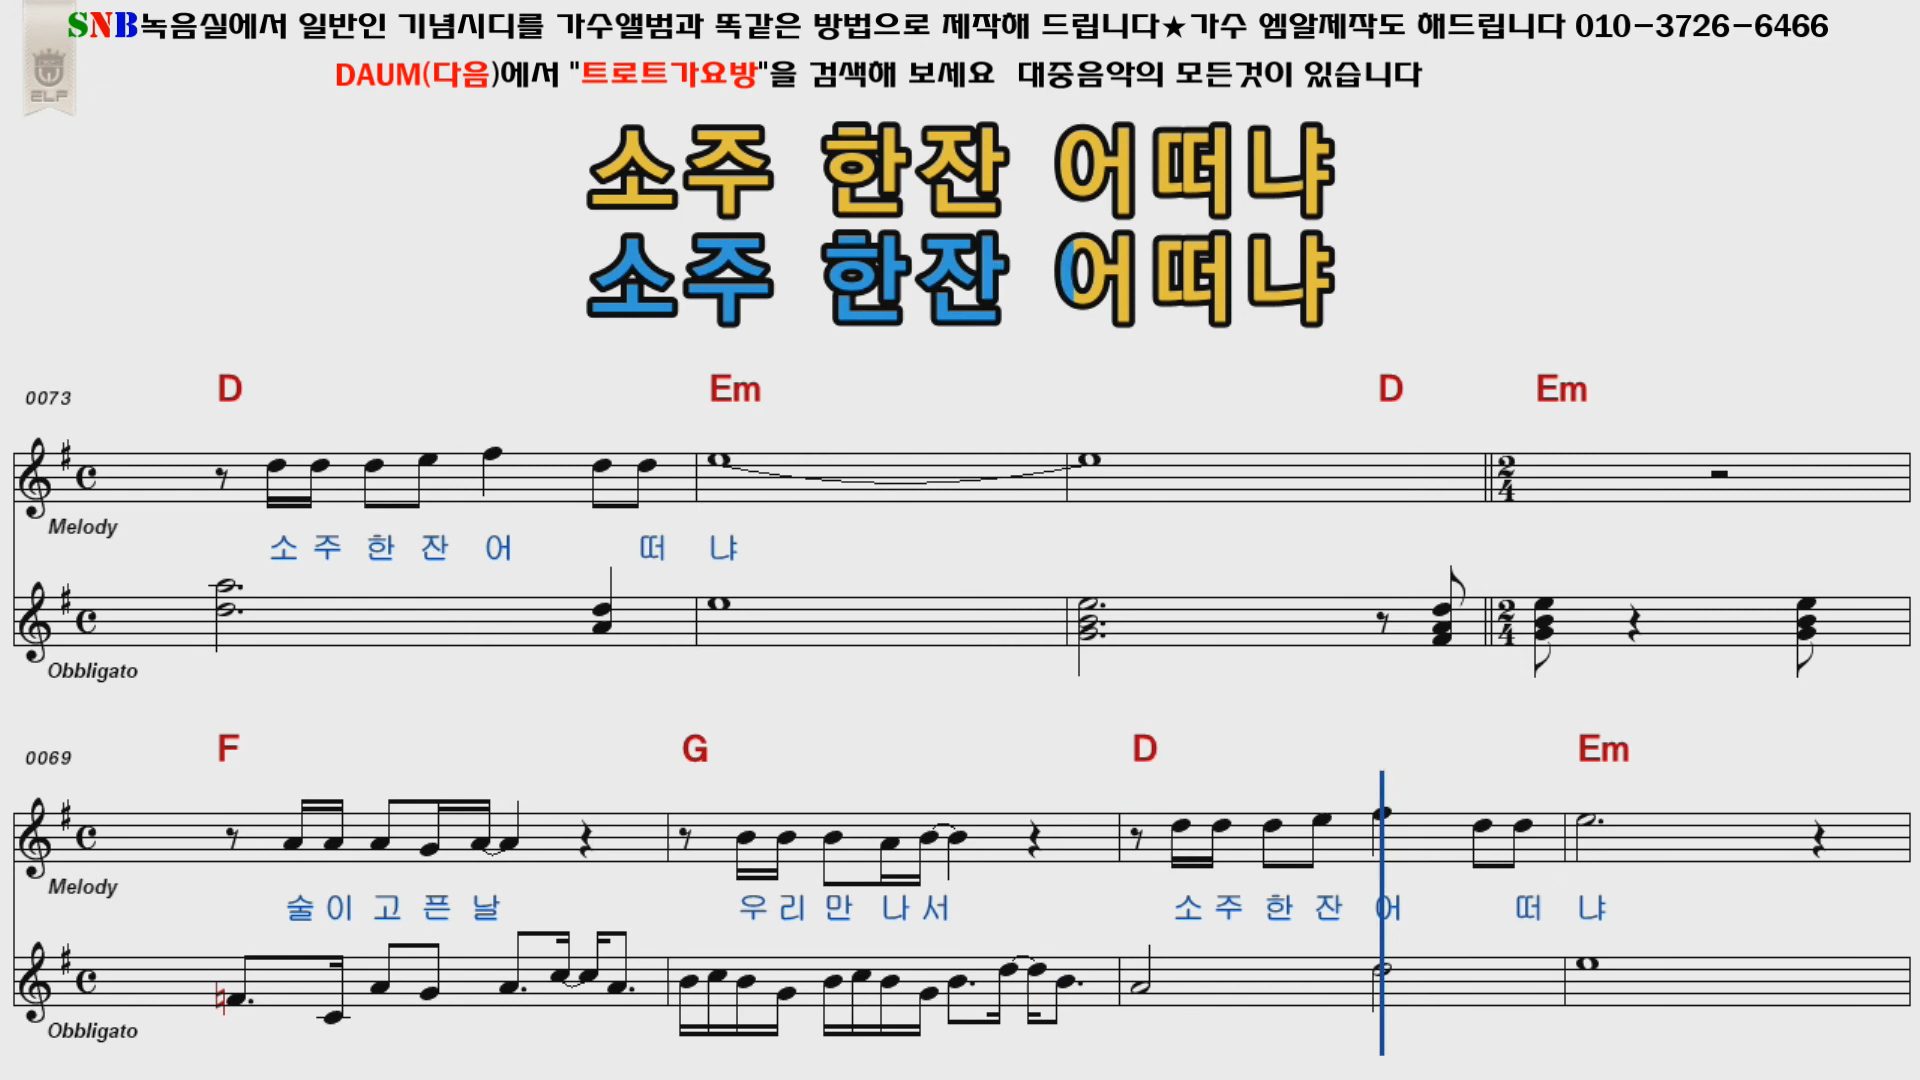 SNB녹음실에서 일반인 기념시디를 가수앨범과 똑같은 방법으로 제작해 드립니다★가수 엠알제작도 해드립니다 010-3726-6466
ELF
DAUM(다음)에서 "트로트가요방"을 검색해 보세요 대중음악의 모든것이 있습니다
소주 한잔 어떠냐
소주 한잔 어떠냐
0073 D Em D Em
Melody
소 주 한 잔 어 떠 냐
Obbligato
0069 F G D Em
Melody
술 이 고 픈 날 우 리 만 나 서 소 주 한 잔 어 떠 냐
Obbligato